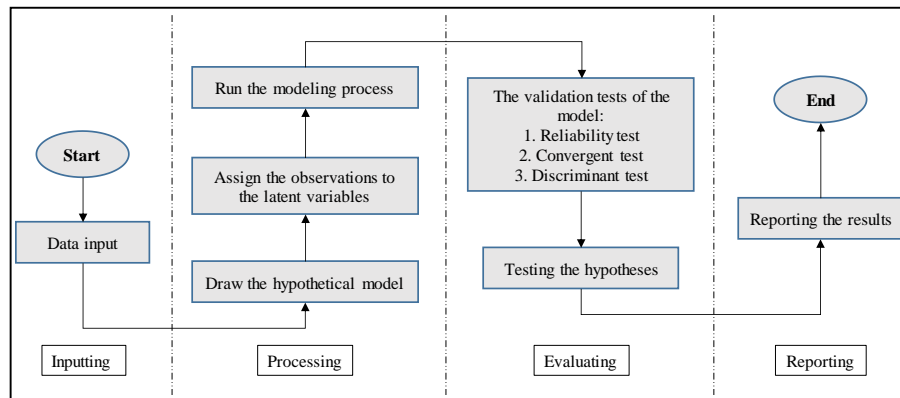 Start
Data input
Inputting
Run the modeling process
Assign the observations to
the latent variables
Draw the hypothetical model
Processing
The validation tests of the
model:
1. Reliability test
2. Convergent test
3. Discriminant test
Testing the hypotheses
Evaluating
End
Reporting the results
Reporting